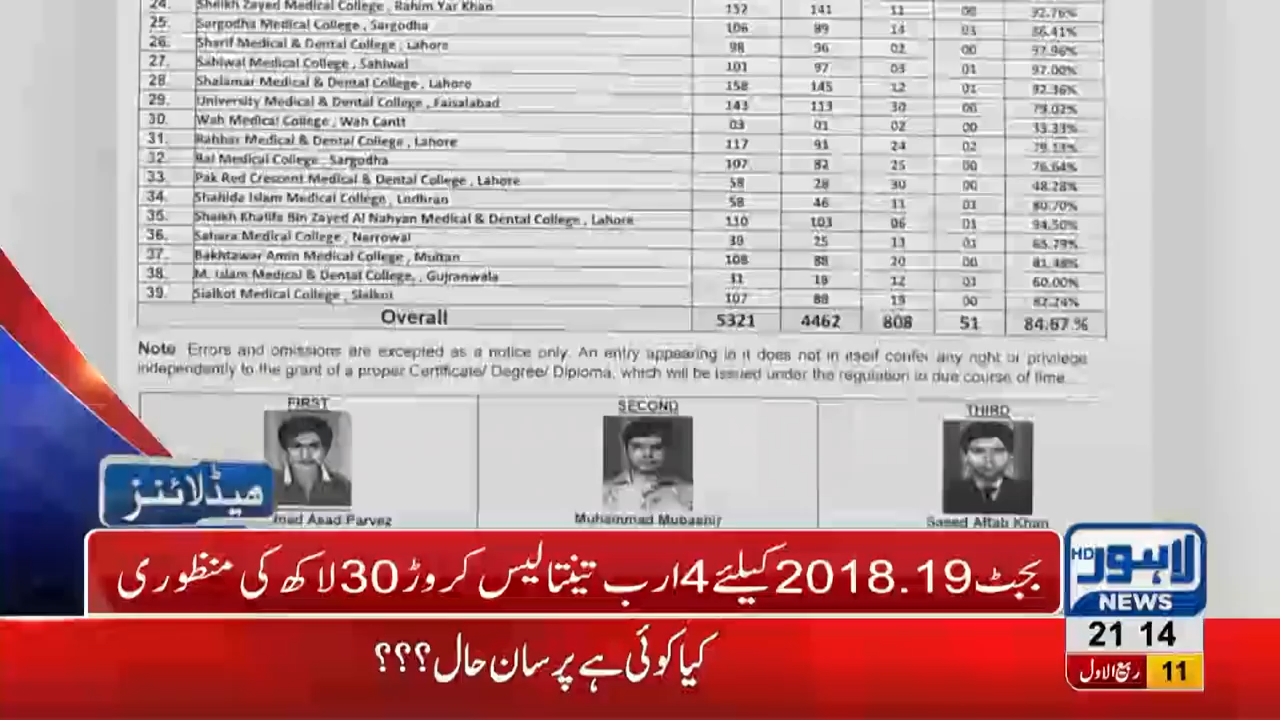 24. Sheikh Zayed Medical College , Rahim Yar Khan 152 141 11 00 92.76%
25. Sargodha Medical College , Sargodha 106 89 14 03 86.41%
26. Sharif Medical & Dental College , Lahore 98 96 02 00 97.96%
27. Sahiwal Medical College , Sahiwal 101 97 03 01 97.00%
28. Shalamar Medical & Dental College , Lahore 158 145 12 01 92.36%
29. University Medical & Dental College , Faisalabad 143 113 30 00 79.02%
30. Wah Medical College , Wah Cantt 03 01 02 00 33.33%
31. Rahbar Medical & Dental College , Lahore 117 91 24 02 79.13%
32. Rai Medical College , Sargodha 107 82 25 00 76.64%
33. Pak Red Crescent Medical & Dental College , Lahore 58 28 30 00 48.28%
34. Shahida Islam Medical College , Lodhran 58 46 11 01 80.70%
35. Sheikh Khalifa Bin Zayed Al Nahyan Medical & Dental College , Lahore 110 103 06 01 94.50%
36. Sahara Medical College , Narrowal 39 25 13 01 65.79%
37. Bakhtawar Amin Medical College , Multan 108 88 20 00 81.48%
38. M. Islam Medical & Dental College, , Gujranwala 31 18 12 01 60.00%
39. Sialkot Medical College , Sialkot 107 88 19 00 82.24%
Overall 5321 4462 808 51 84.67 %
Note Errors and omissions are excepted as a notice only. An entry appearing in it does not in itself confer any right or privilege
independently to the grant of a proper Certificate/ Degree/ Diploma, which will be issued under the regulation in due course of time.
FIRST SECOND THIRD
Asad Parvez Muhammad Mubashir Saeed Aftab Khan
ہیڈلائنز
بجٹ 2018.19 کیلئے 4 ارب تینتالیس کروڑ 30 لاکھ کی منظوری
کیا کوئی ہے پرسان حال ؟؟؟
لاہور HD
NEWS
21 14
11 ربیع الاول